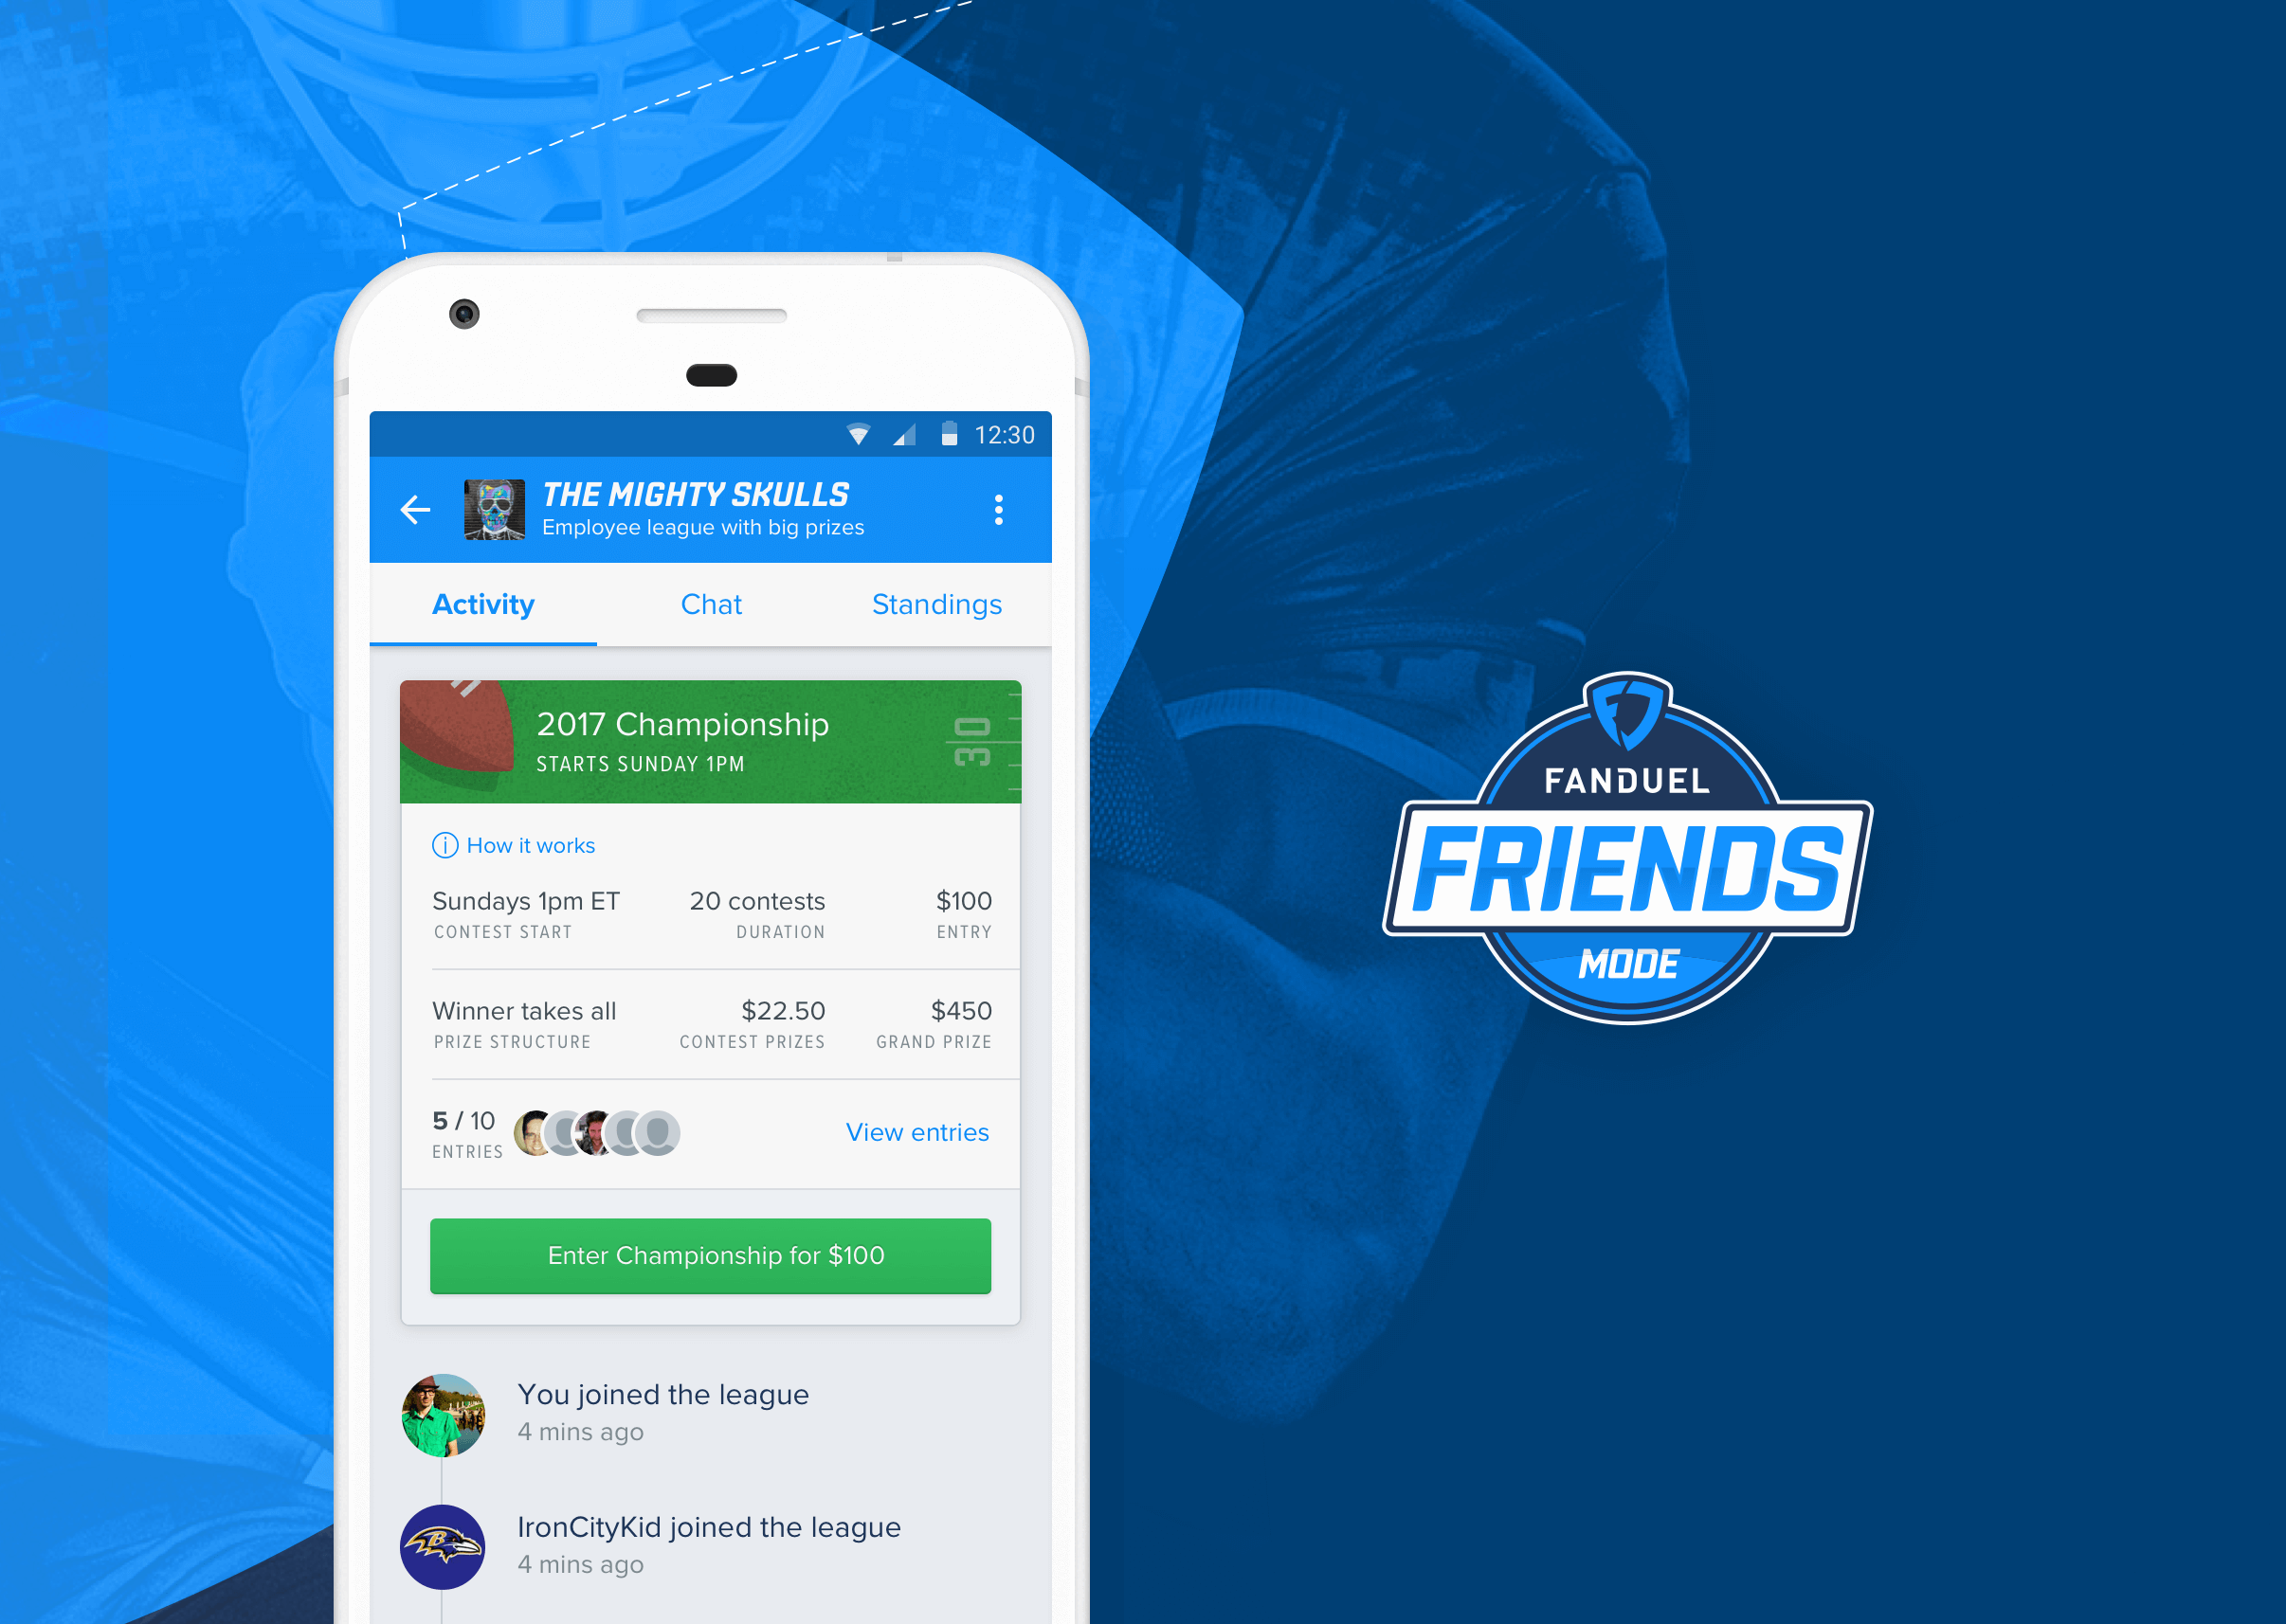 12:30
THE MIGHTY SKULLS
Employee league with big prizes
Activity Chat Standings
2017 Championship
STARTS SUNDAY 1PM
30
How it works
Sundays 1pm ET 20 contests $100
CONTEST START DURATION ENTRY
Winner takes all $22.50 $450
PRIZE STRUCTURE CONTEST PRIZES GRAND PRIZE
5 / 10
ENTRIES
View entries
Enter Championship for $100
You joined the league
4 mins ago
B
IronCityKid joined the league
4 mins ago
FANDUEL
FRIENDS
MODE